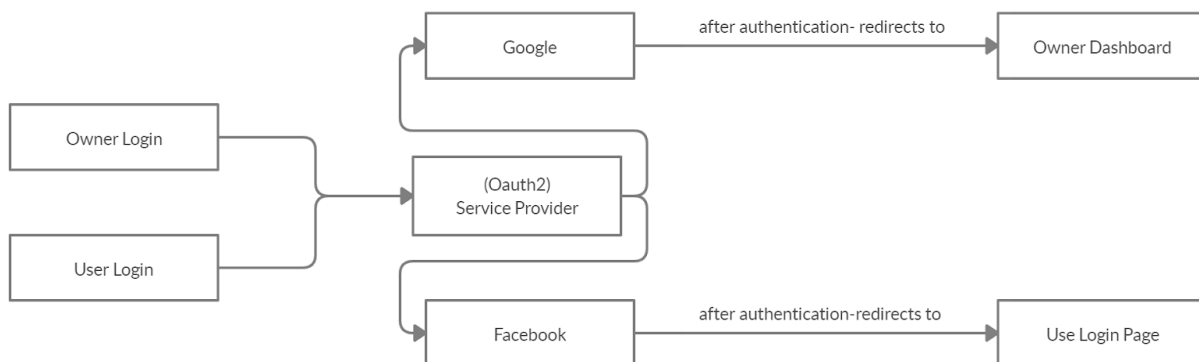 Google
after authentication- redirects to
Owner Dashboard
Owner Login
(Oauth2)
Service Provider
User Login
Facebook
after authentication-redirects to
Use Login Page